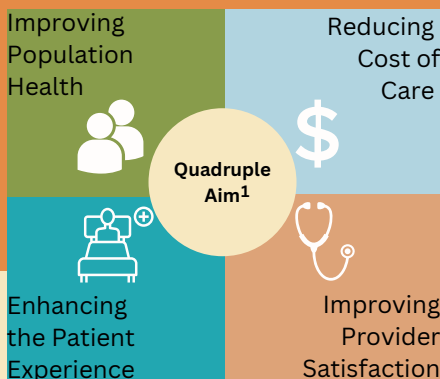 Improving
Population
Health
Reducing
Cost of
Care
$
Quadruple
Aim¹
Enhancing
the Patient
Experience
Improving
Provider
Satisfaction